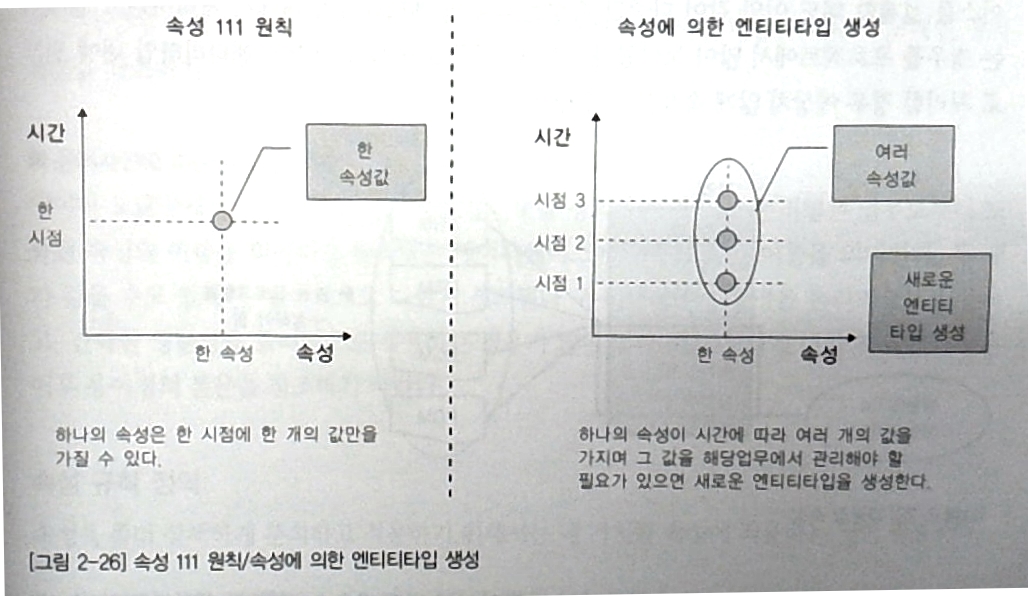 속성 111 원칙
시간
한
속성값
한
시점
한 속성
속성
하나의 속성은 한 시점에 한 개의 값만을
가질 수 있다.
속성에 의한 엔티티타입 생성
시간
여러
속성값
시점 3
시점 2
시점 1
새로운
엔티티
타입 생성
한 속성
속성
하나의 속성이 시간에 따라 여러 개의 값을
가지며 그 값을 해당업무에서 관리해야 할
필요가 있으면 새로운 엔티티타입을 생성한다.
[그림 2-26] 속성 111 원칙/속성에 의한 엔티티타입 생성